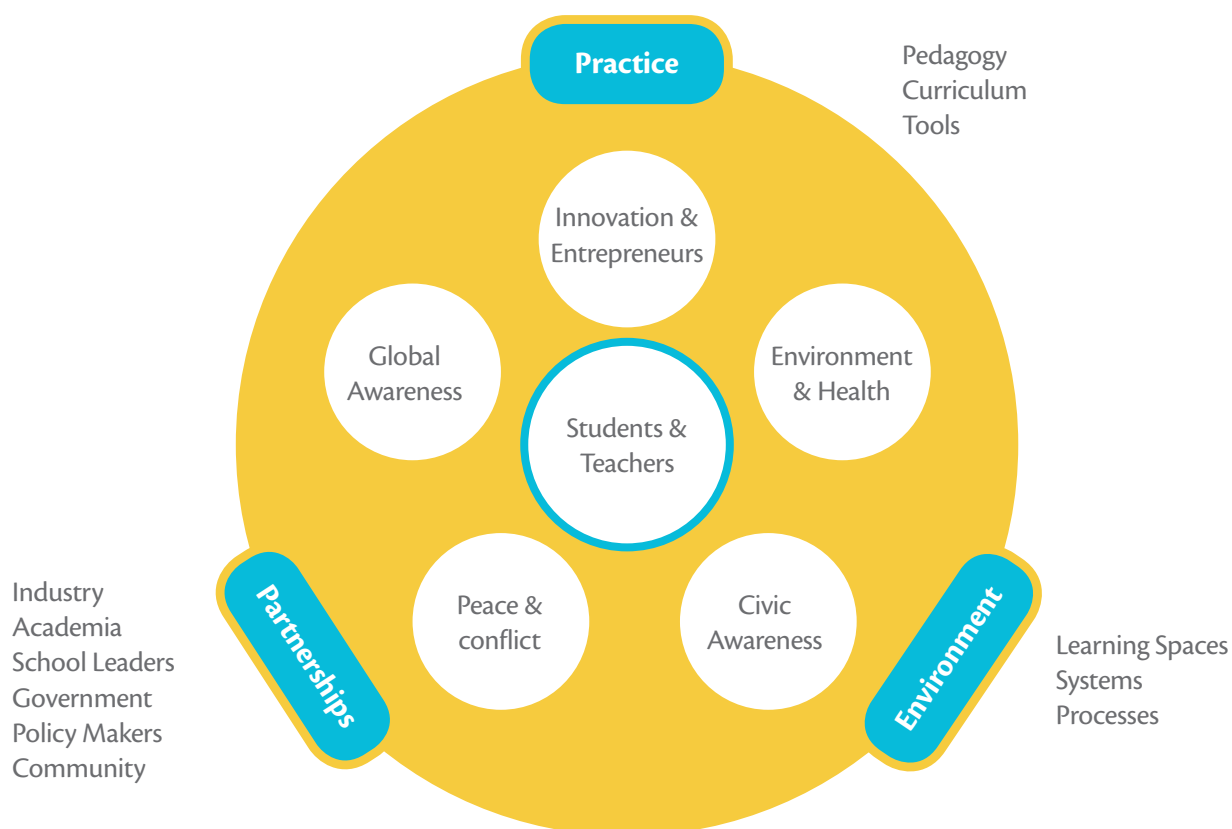 Practice
Pedagogy
Curriculum
Tools
Innovation &
Entrepreneurs
Global
Awareness
Environment
& Health
Students &
Teachers
Peace &
conflict
Civic
Awareness
Partnerships
Industry
Academia
School Leaders
Government
Policy Makers
Community
Environment
Learning Spaces
Systems
Processes